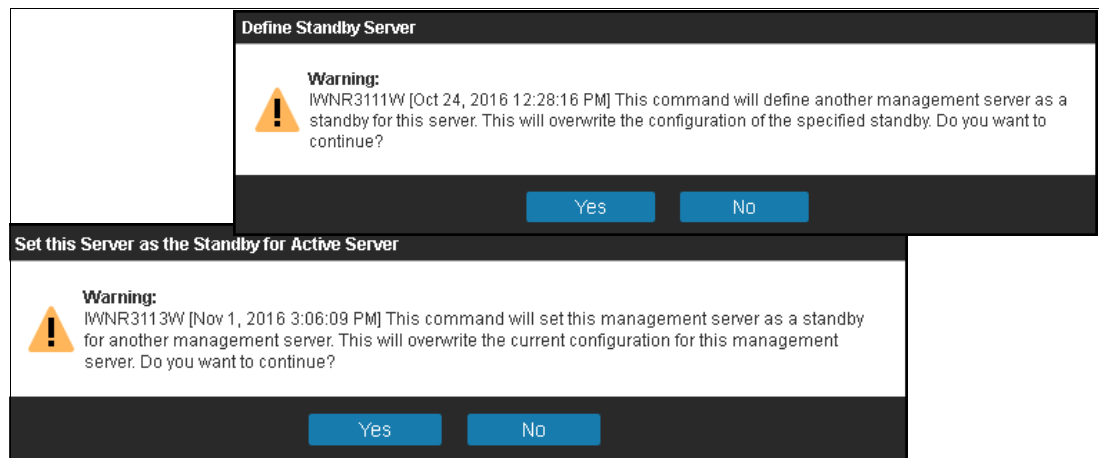 Define Standby Server
Warning:
IWNR3111W [Oct 24, 2016 12:28:16 PM] This command will define another management server as a
standby for this server. This will overwrite the configuration of the specified standby. Do you want to
continue?
Yes No
Set this Server as the Standby for Active Server
Warning:
IWNR3113W [Nov 1, 2016 3:06:09 PM] This command will set this management server as a standby
for another management server. This will overwrite the current configuration for this management
server. Do you want to continue?
Yes No